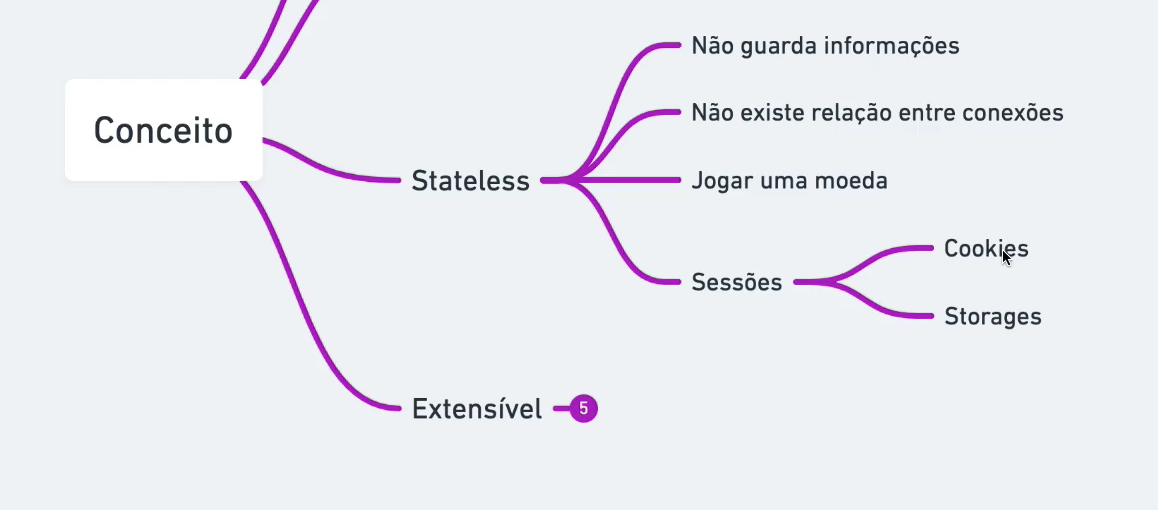 Não guarda informações
Não existe relação entre conexões
Conceito
Stateless
Jogar uma moeda
Cookies
Sessões
Storages
Extensível
5